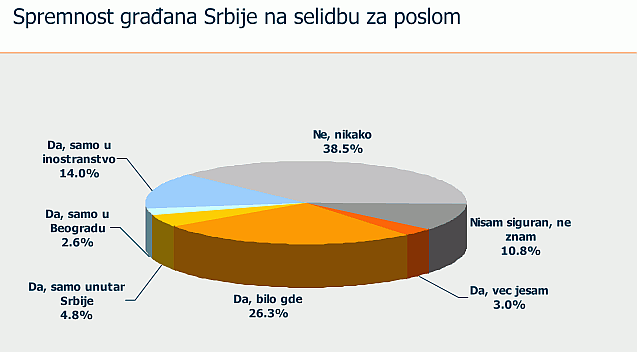 Spremnost građana Srbije na selidbu za poslom
Ne, nikako
38.5%
Da, samo u
inostranstvo
14.0%
Da, samo u
Beogradu
2.6%
Da, samo unutar
Srbije
4.8%
Da, bilo gde
26.3%
Da, vec jesam
3.0%
Nisam siguran, ne
znam
10.8%